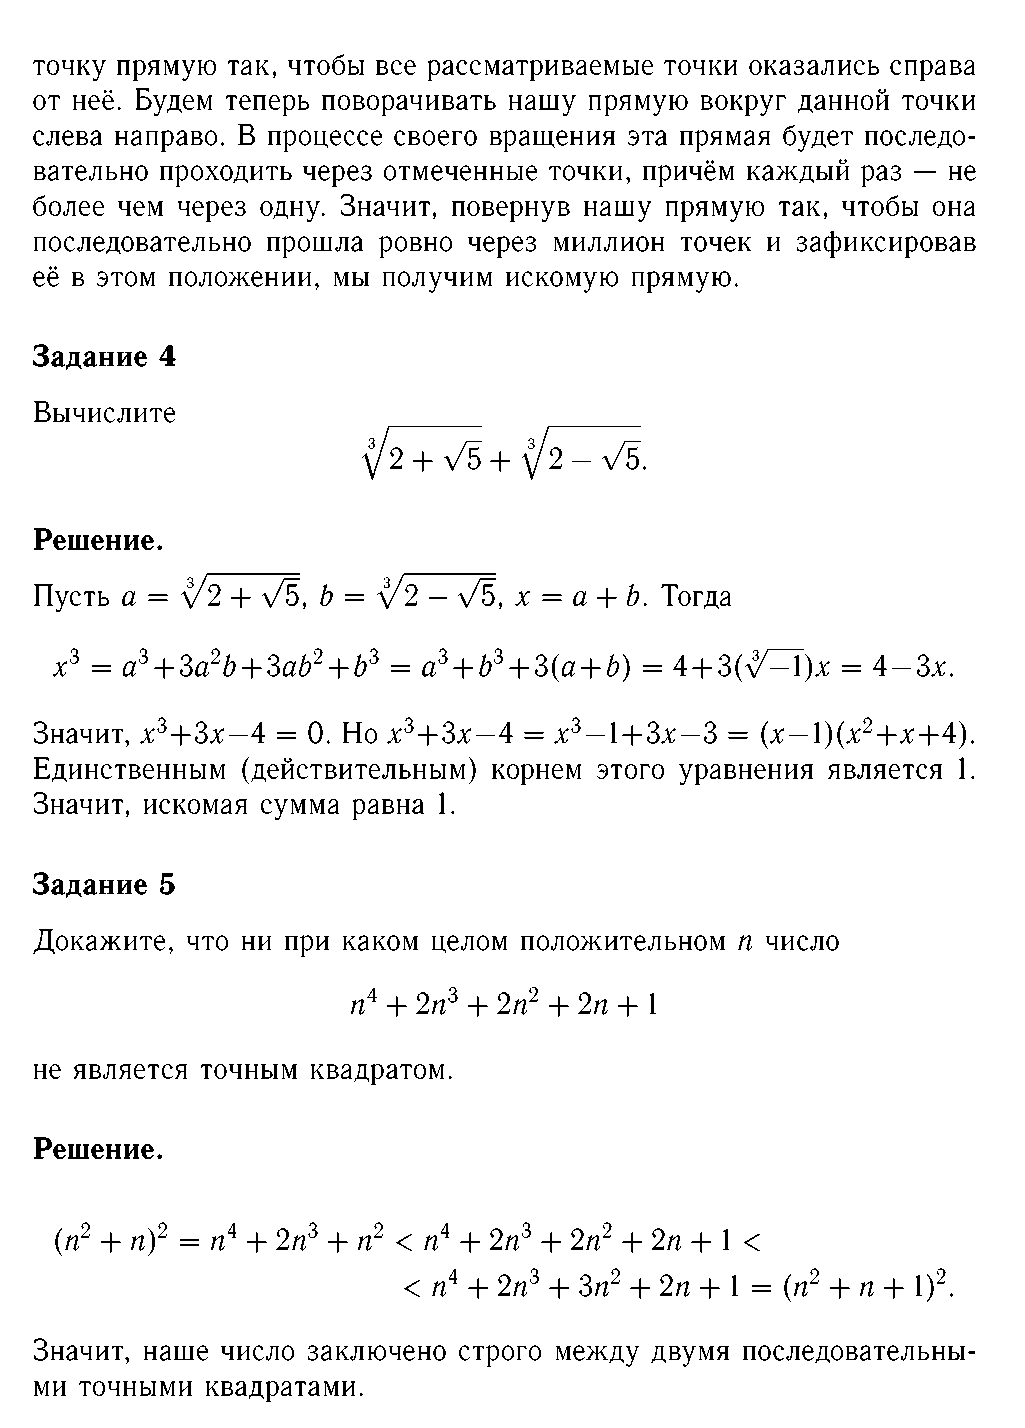 точку прямую так, чтобы все рассматриваемые точки оказались справа
от неё. Будем теперь поворачивать нашу прямую вокруг данной точки
слева направо. В процессе своего вращения эта прямая будет последо-
вательно проходить через отмеченные точки, причём каждый раз — не
более чем через одну. Значит, повернув нашу прямую так, чтобы она
последовательно прошла ровно через миллион точек и зафиксировав
её в этом положении, мы получим искомую прямую.
Задание 4
Вычислите
∛(2 + √5) + ∛(2 − √5).
Решение.
Пусть a = ∛(2 + √5), b = ∛(2 − √5), x = a + b. Тогда
x³ = a³+3a²b+3ab²+b³ = a³+b³+3(a+b) = 4+3(∛−1)x = 4−3x.
Значит, x³+3x−4 = 0. Но x³+3x−4 = x³−1+3x−3 = (x−1)(x²+x+4).
Единственным (действительным) корнем этого уравнения является 1.
Значит, искомая сумма равна 1.
Задание 5
Докажите, что ни при каком целом положительном n число
n⁴ + 2n³ + 2n² + 2n + 1
не является точным квадратом.
Решение.
(n² + n)² = n⁴ + 2n³ + n² < n⁴ + 2n³ + 2n² + 2n + 1 <
< n⁴ + 2n³ + 3n² + 2n + 1 = (n² + n + 1)².
Значит, наше число заключено строго между двумя последовательны-
ми точными квадратами.